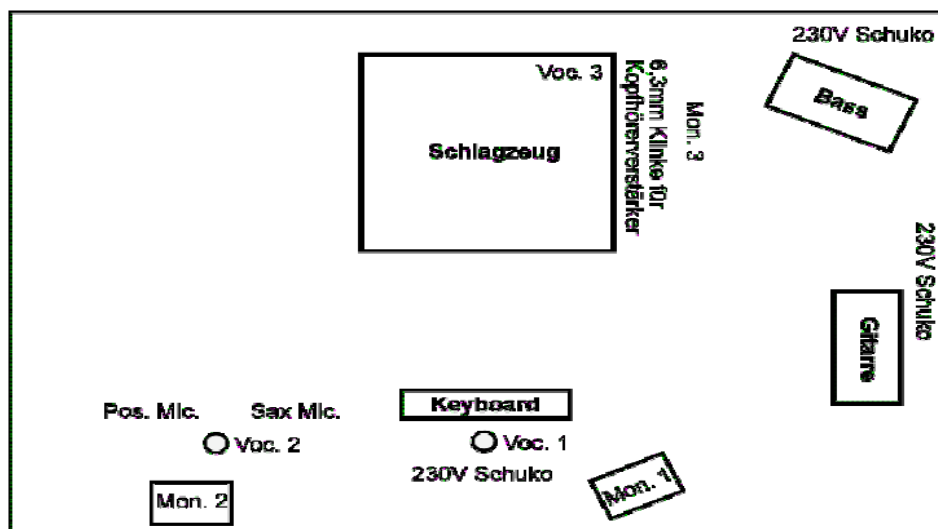 230V Schuko
Voc. 3
Bass
6,3mm Klinke für
Kopfhörerverstärker
Mon. 3
Schlagzeug
230V Schuko
Gitarre
Pos. Mic.
Sax Mic.
Keyboard
Voc. 2
Voc. 1
230V Schuko
Mon. 2
Mon. 1